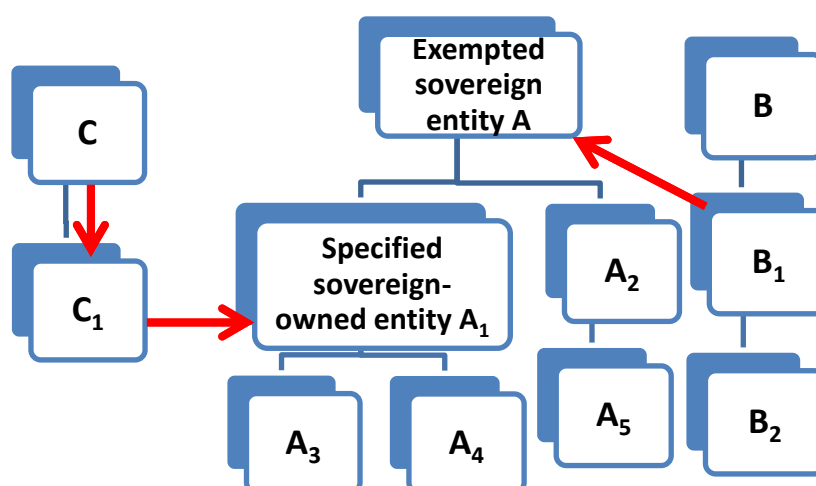 Exempted
sovereign
entity A
C
B
Specified
sovereign-
owned entity A₁
A₂
B₁
C₁
A₃
A₄
A₅
B₂